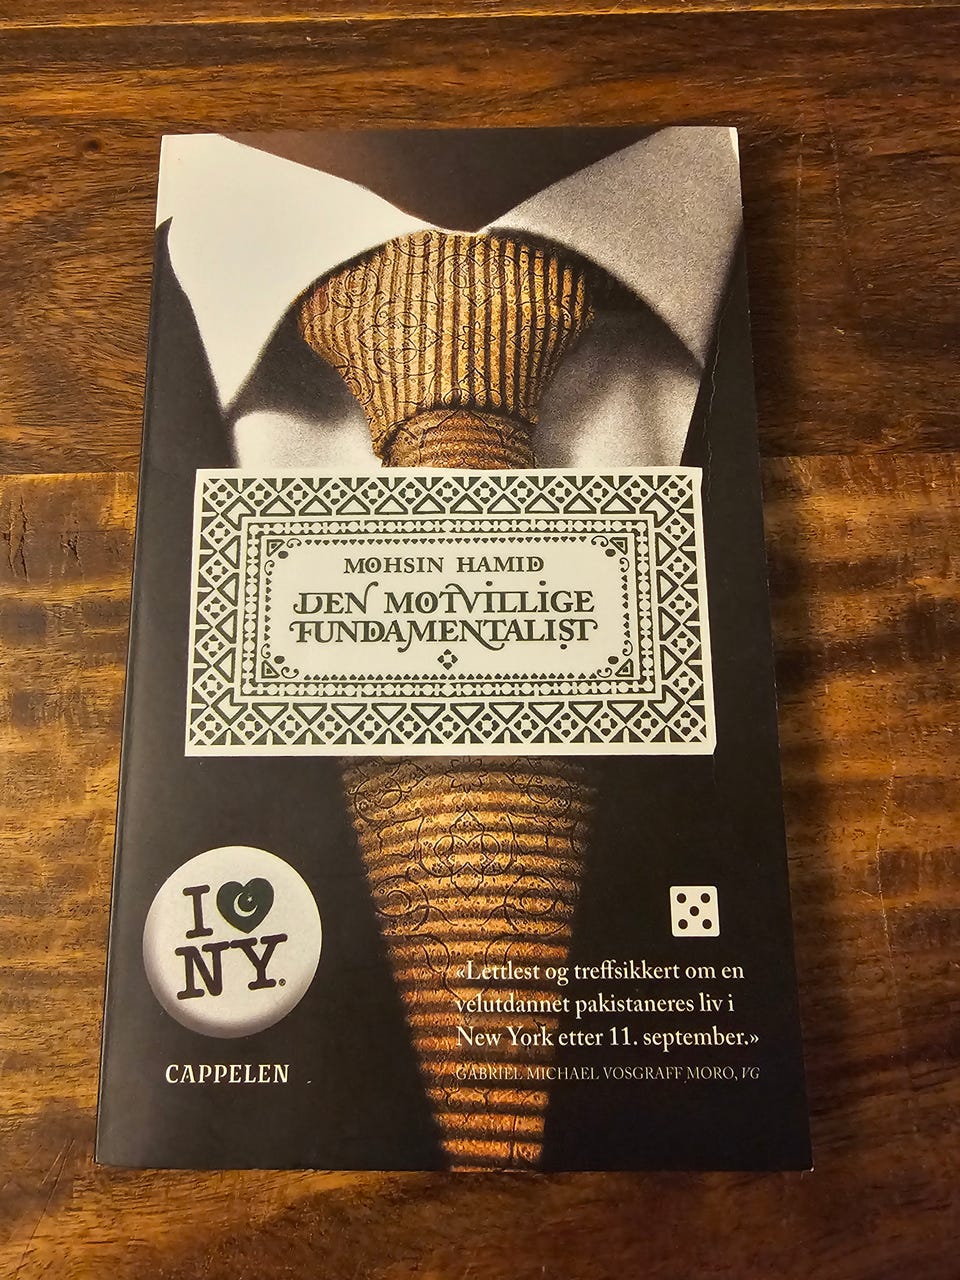 MOHSIN HAMID
DEN MOTVILLIGE
FUNDAMENTALIST
I
NY®
«Lettlest og treffsikkert om en
velutdannet pakistaneres liv i
New York etter 11. september.»
GABRIEL MICHAEL VOSGRAFF MORO, VG
CAPPELEN